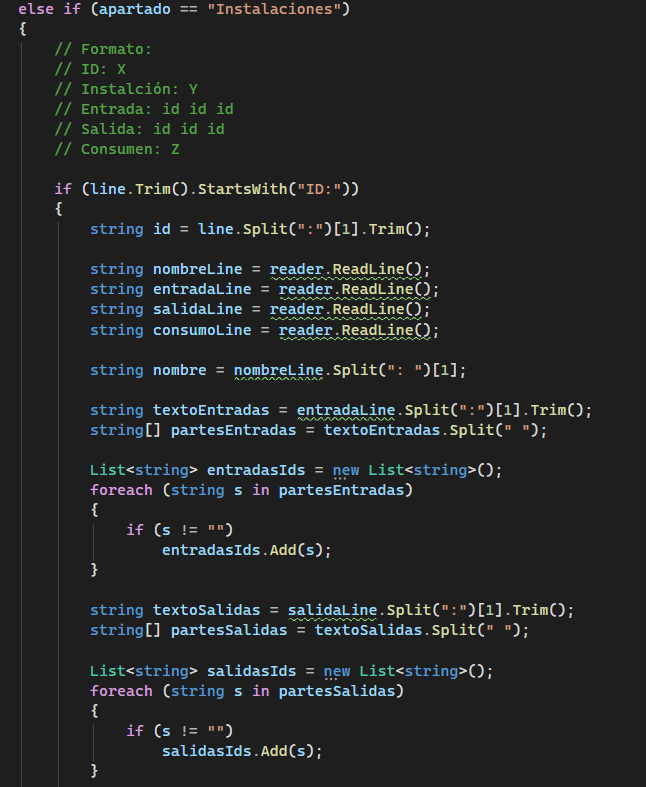 else if (apartado == "Instalaciones")
{
// Formato:
// ID: X
// Instalción: Y
// Entrada: id id id
// Salida: id id id
// Consumen: Z
if (line.Trim().StartsWith("ID:"))
{
string id = line.Split(":")[1].Trim();
string nombreLine = reader.ReadLine();
string entradaLine = reader.ReadLine();
string salidaLine = reader.ReadLine();
string consumoLine = reader.ReadLine();
string nombre = nombreLine.Split(": ")[1];
string textoEntradas = entradaLine.Split(":")[1].Trim();
string[] partesEntradas = textoEntradas.Split(" ");
List<string> entradasIds = new List<string>();
foreach (string s in partesEntradas)
{
if (s != "")
entradasIds.Add(s);
}
string textoSalidas = salidaLine.Split(":")[1].Trim();
string[] partesSalidas = textoSalidas.Split(" ");
List<string> salidasIds = new List<string>();
foreach (string s in partesSalidas)
{
if (s != "")
salidasIds.Add(s);
}